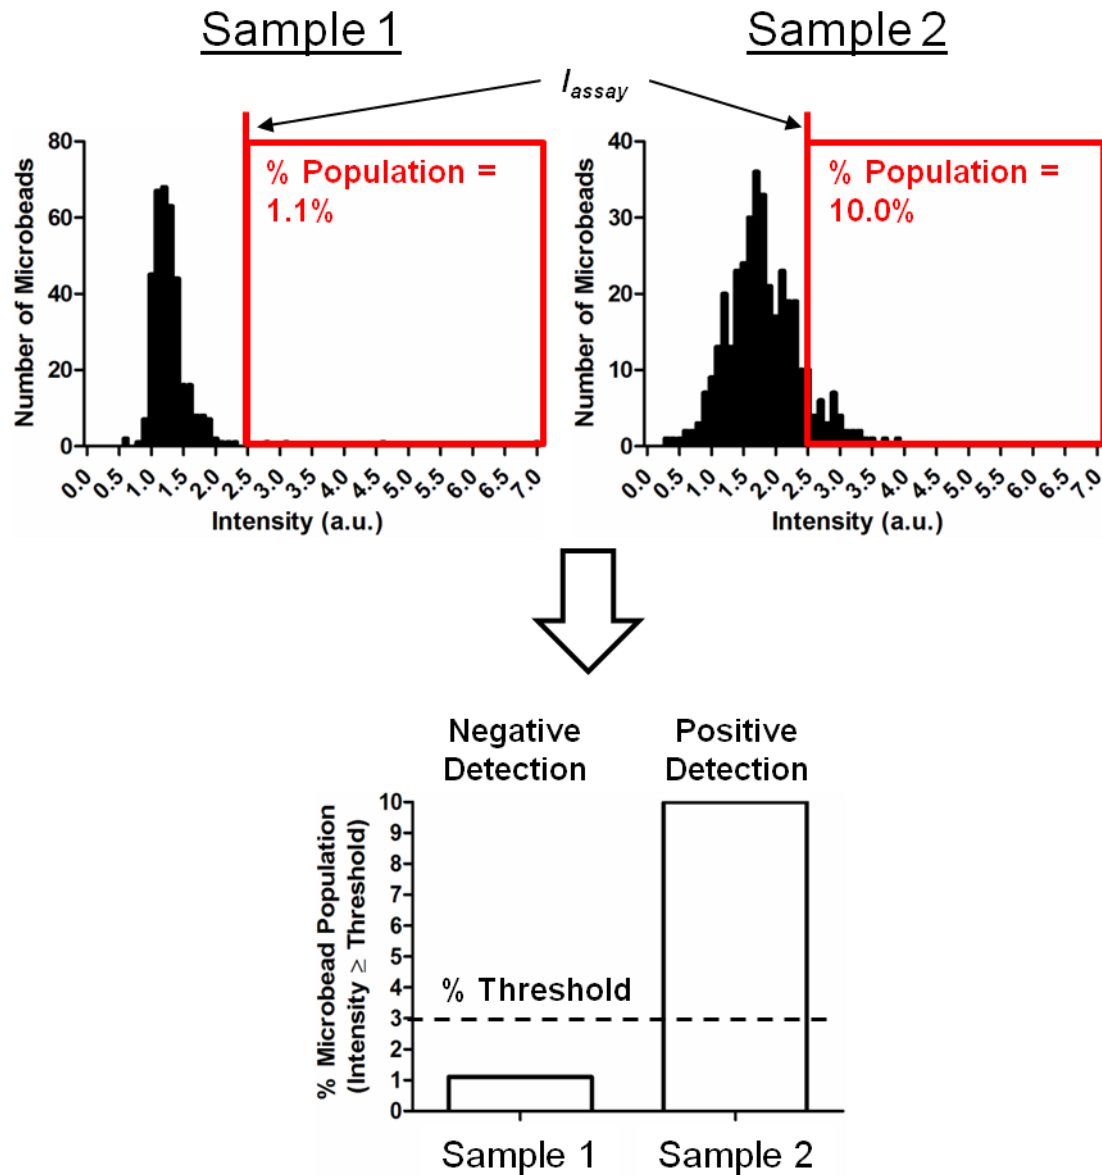 Sample 1
Sample 2
Iassay
80
60
40
20
0
Number of Microbeads
% Population =
1.1%
0.0 0.5 1.0 1.5 2.0 2.5 3.0 3.5 4.0 4.5 5.0 5.5 6.0 6.5 7.0
Intensity (a.u.)
40
30
20
10
0
Number of Microbeads
% Population =
10.0%
0.0 0.5 1.0 1.5 2.0 2.5 3.0 3.5 4.0 4.5 5.0 5.5 6.0 6.5 7.0
Intensity (a.u.)
Negative
Detection
Positive
Detection
% Microbead Population
(Intensity ≥ Threshold)
10
9
8
7
6
5
4
3
2
1
0
% Threshold
Sample 1
Sample 2